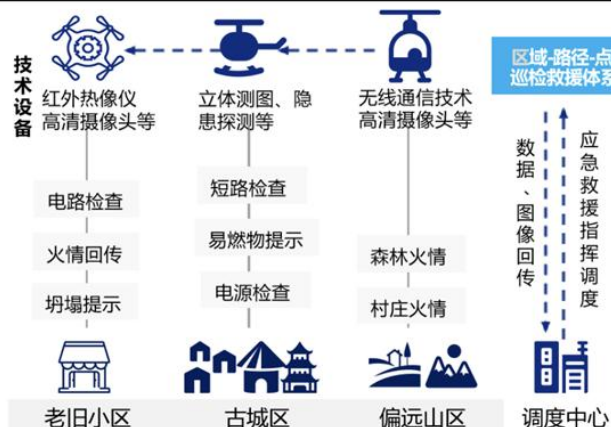 技术设备
红外热像仪
高清摄像头等
立体测图、隐
患探测等
无线通信技术
高清摄像头等
区域-路径-点
巡检救援体系
电路检查
火情回传
坍塌提示
短路检查
易燃物提示
电源检查
森林火情
村庄火情
数据、图像回传
应急救援指挥调度
老旧小区
古城区
偏远山区
调度中心